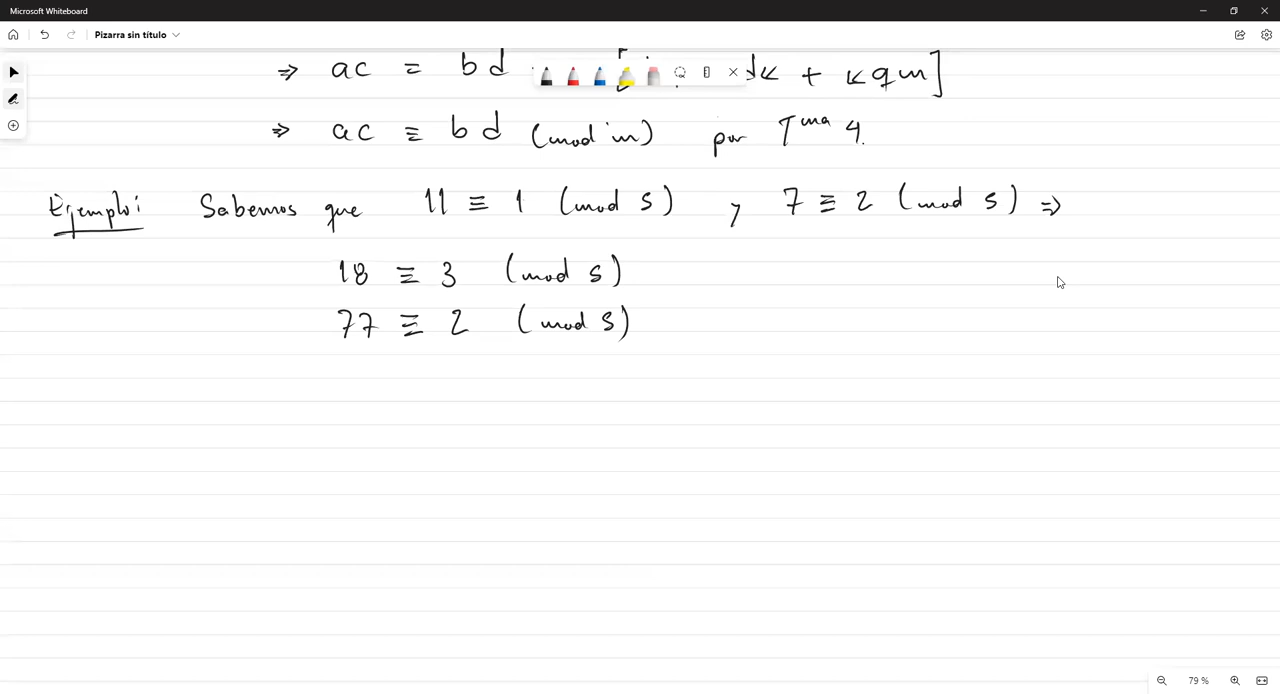 Microsoft Whiteboard
Pizarra sin título
⇒ ac = bd dk + kqm]
⇒ ac ≡ bd (mod m) por Tma 4.
Ejemplo: Sabemos que 11 ≡ 1 (mod 5) y 7 ≡ 2 (mod 5) ⇒
18 ≡ 3 (mod 5)
77 ≡ 2 (mod 5)
79 %